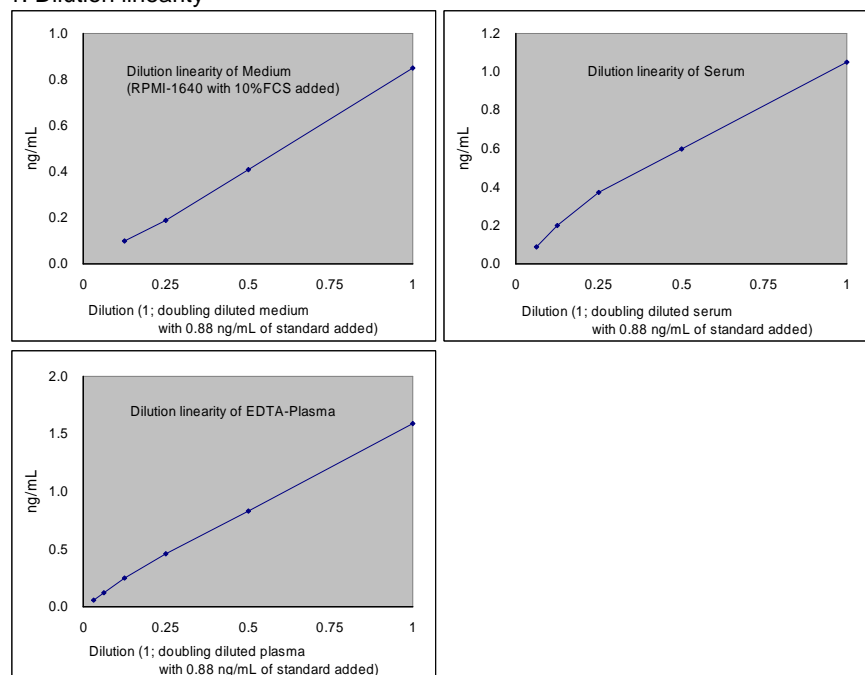 1.0
0.8
0.6
0.4
0.2
0.0
ng/mL
Dilution linearity of Medium
(RPMI-1640 with 10%FCS added)
0 0.25 0.5 0.75 1
Dilution (1; doubling diluted medium
with 0.88 ng/mL of standard added)
1.2
1.0
0.8
0.6
0.4
0.2
0.0
ng/mL
Dilution linearity of Serum
0 0.25 0.5 0.75 1
Dilution (1; doubling diluted serum
with 0.88 ng/mL of standard added)
2.0
1.5
1.0
0.5
0.0
ng/mL
Dilution linearity of EDTA-Plasma
0 0.25 0.5 0.75 1
Dilution (1; doubling diluted plasma
with 0.88 ng/mL of standard added)